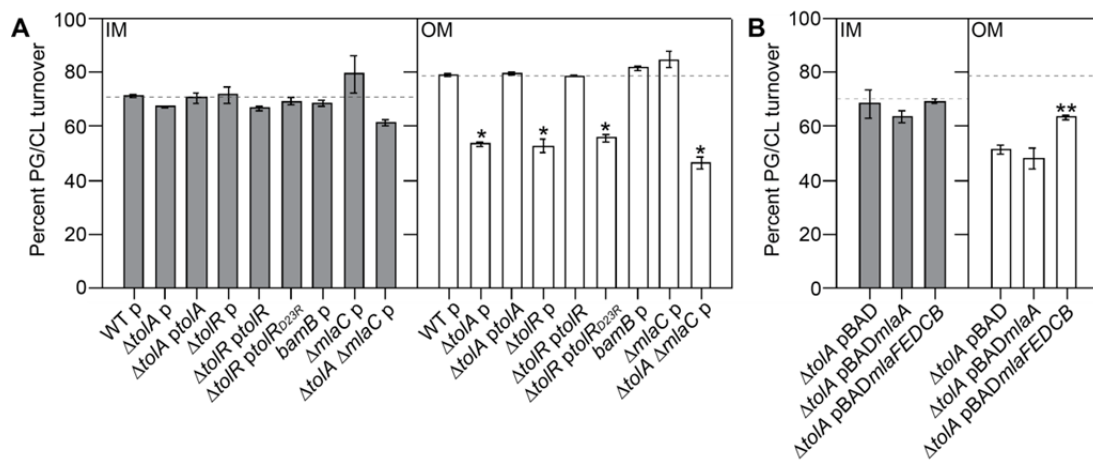 A
IM
OM
Percent PG/CL turnover
100
80
60
40
20
0
*
*
*
*
WT p
ΔtolA p
ΔtolA ptolA
ΔtolR p
ΔtolR ptolR
ΔtolR ptolR_D23R
bamB p
ΔmlaC p
ΔtolA ΔmlaC p
WT p
ΔtolA p
ΔtolA ptolA
ΔtolR p
ΔtolR ptolR
ΔtolR ptolR_D23R
bamB p
ΔmlaC p
ΔtolA ΔmlaC p
B
IM
OM
Percent PG/CL turnover
100
80
60
40
20
0
**
ΔtolA pBAD
ΔtolA pBADmlaA
ΔtolA pBADmlaFEDCB
ΔtolA pBAD
ΔtolA pBADmlaA
ΔtolA pBADmlaFEDCB